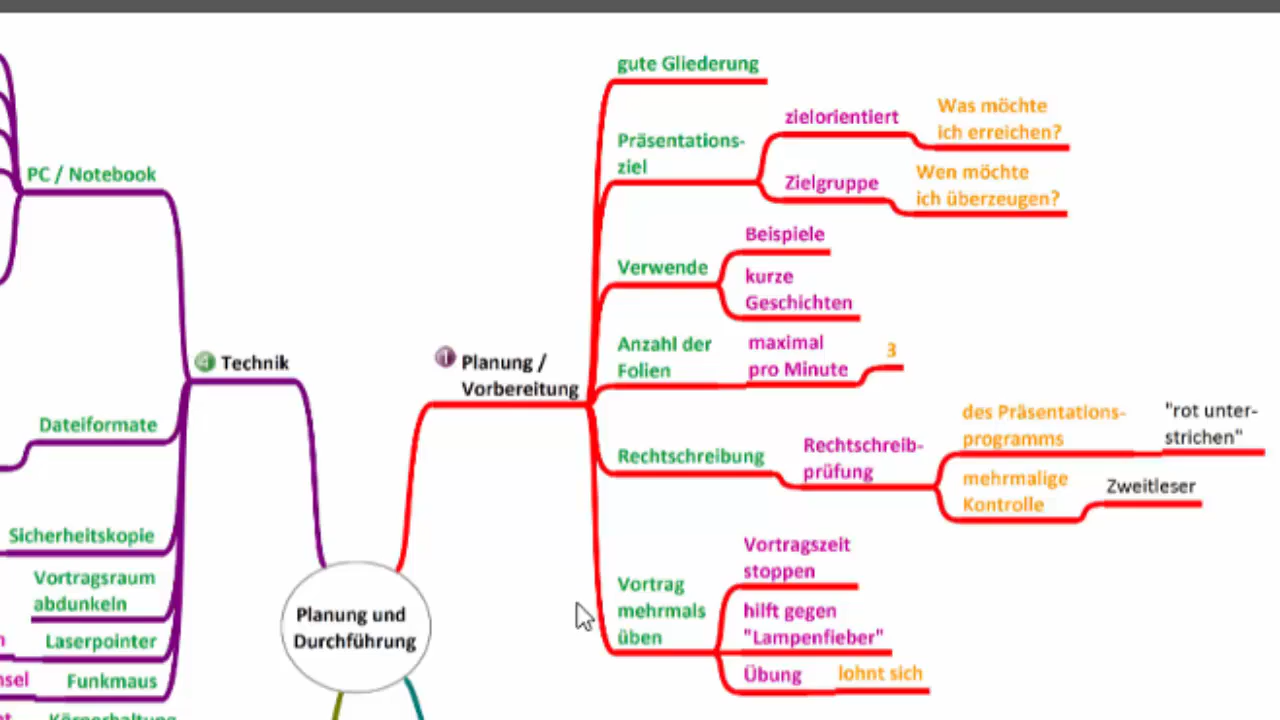 gute Gliederung
Präsentations-
ziel
zielorientiert
Was möchte
ich erreichen?
Zielgruppe
Wen möchte
ich überzeugen?
Verwende
Beispiele
kurze
Geschichten
Anzahl der
Folien
maximal
pro Minute
3
Rechtschreibung
Rechtschreib-
prüfung
des Präsentations-
programms
"rot unter-
strichen"
mehrmalige
Kontrolle
Zweitleser
Vortrag
mehrmals
üben
Vortragszeit
stoppen
hilft gegen
"Lampenfieber"
Übung
lohnt sich
1
Planung /
Vorbereitung
Planung und
Durchführung
4
Technik
PC / Notebook
Dateiformate
Sicherheitskopie
Vortragsraum
abdunkeln
Laserpointer
Funkmaus
Körperhaltung